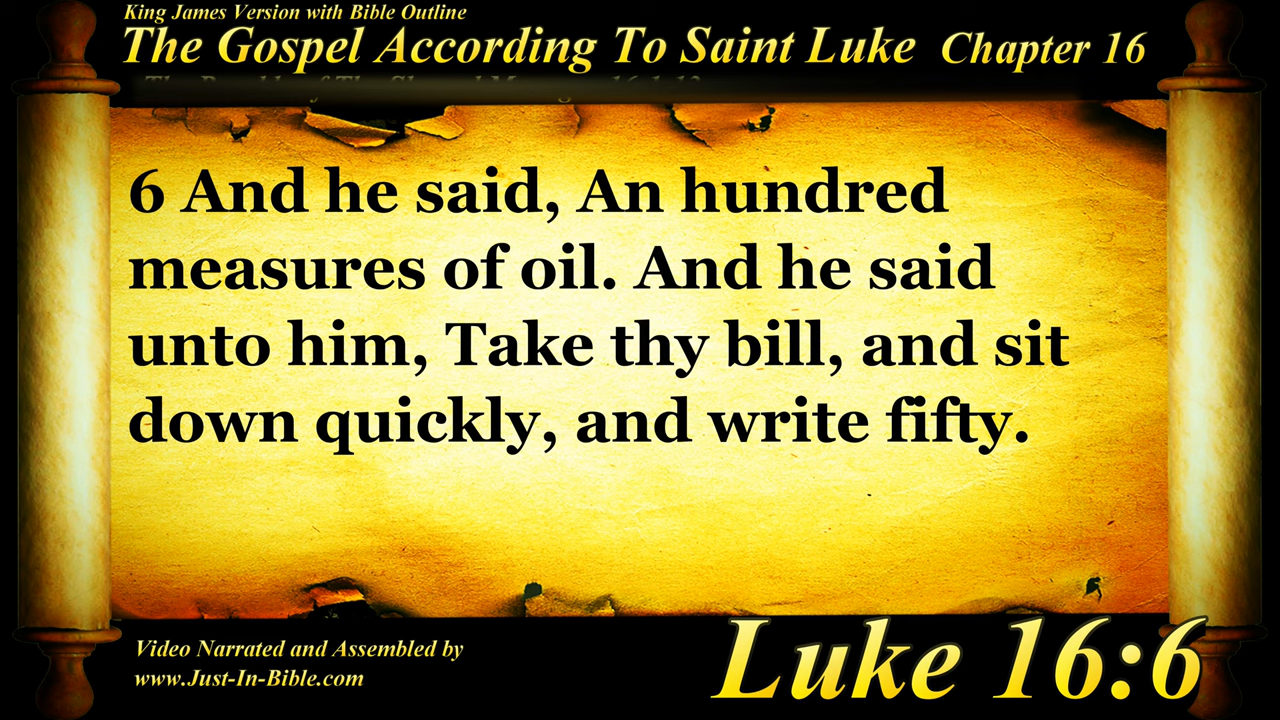 King James Version with Bible Outline
The Gospel According To Saint Luke Chapter 16
6 And he said, An hundred
measures of oil. And he said
unto him, Take thy bill, and sit
down quickly, and write fifty.
Video Narrated and Assembled by
www.Just-In-Bible.com
Luke 16:6